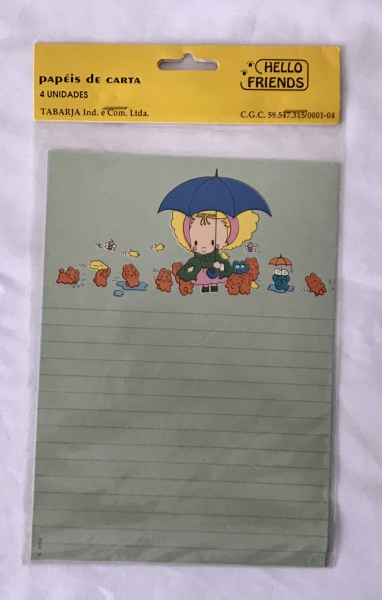 papéis de CARTA
4 UNIDADES
TABARJA Ind. e Com. Ltda.
HELLO
FRIENDS
C.G.C. 59.547.315/0001-04